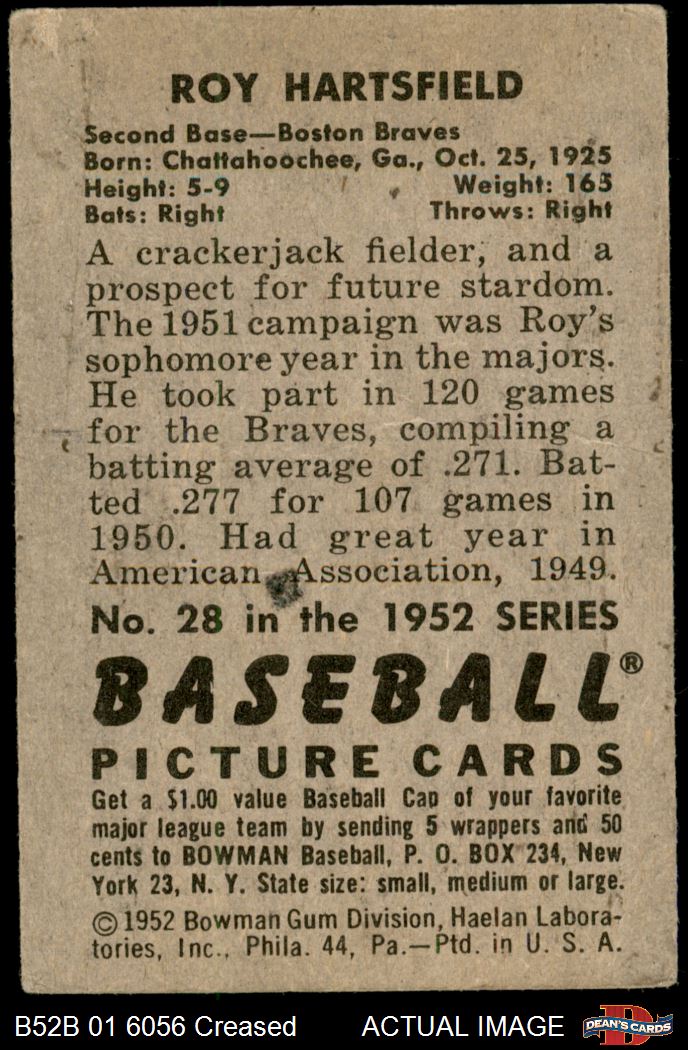 ROY HARTSFIELD
Second Base—Boston Braves
Born: Chattahoochee, Ga., Oct. 25, 1925
Height: 5-9 Weight: 165
Bats: Right Throws: Right
A crackerjack fielder, and a
prospect for future stardom.
The 1951 campaign was Roy's
sophomore year in the majors.
He took part in 120 games
for the Braves, compiling a
batting average of .271. Bat-
ted .277 for 107 games in
1950. Had great year in
American Association, 1949.
No. 28 in the 1952 SERIES
BASEBALL®
PICTURE CARDS
Get a $1.00 value Baseball Cap of your favorite
major league team by sending 5 wrappers and 50
cents to BOWMAN Baseball, P. O. BOX 234, New
York 23, N. Y. State size: small, medium or large.
©1952 Bowman Gum Division, Haelan Labora-
tories, Inc., Phila. 44, Pa.—Ptd. in U. S. A.
B52B 01 6056 Creased ACTUAL IMAGE D DEAN'S CARDS